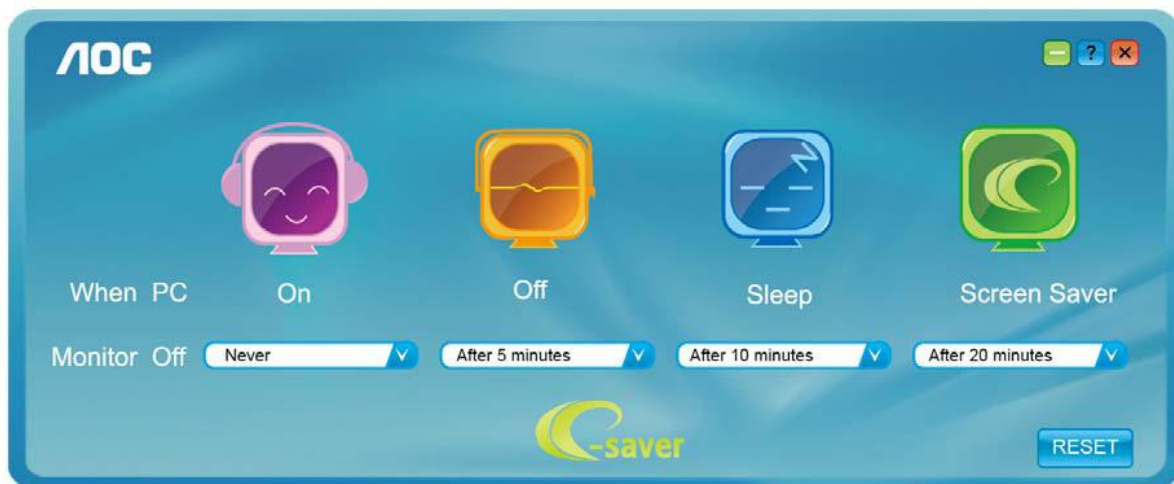 AOC
?
When PC On Off Sleep Screen Saver
Monitor Off Never After 5 minutes After 10 minutes After 20 minutes
e-saver
RESET